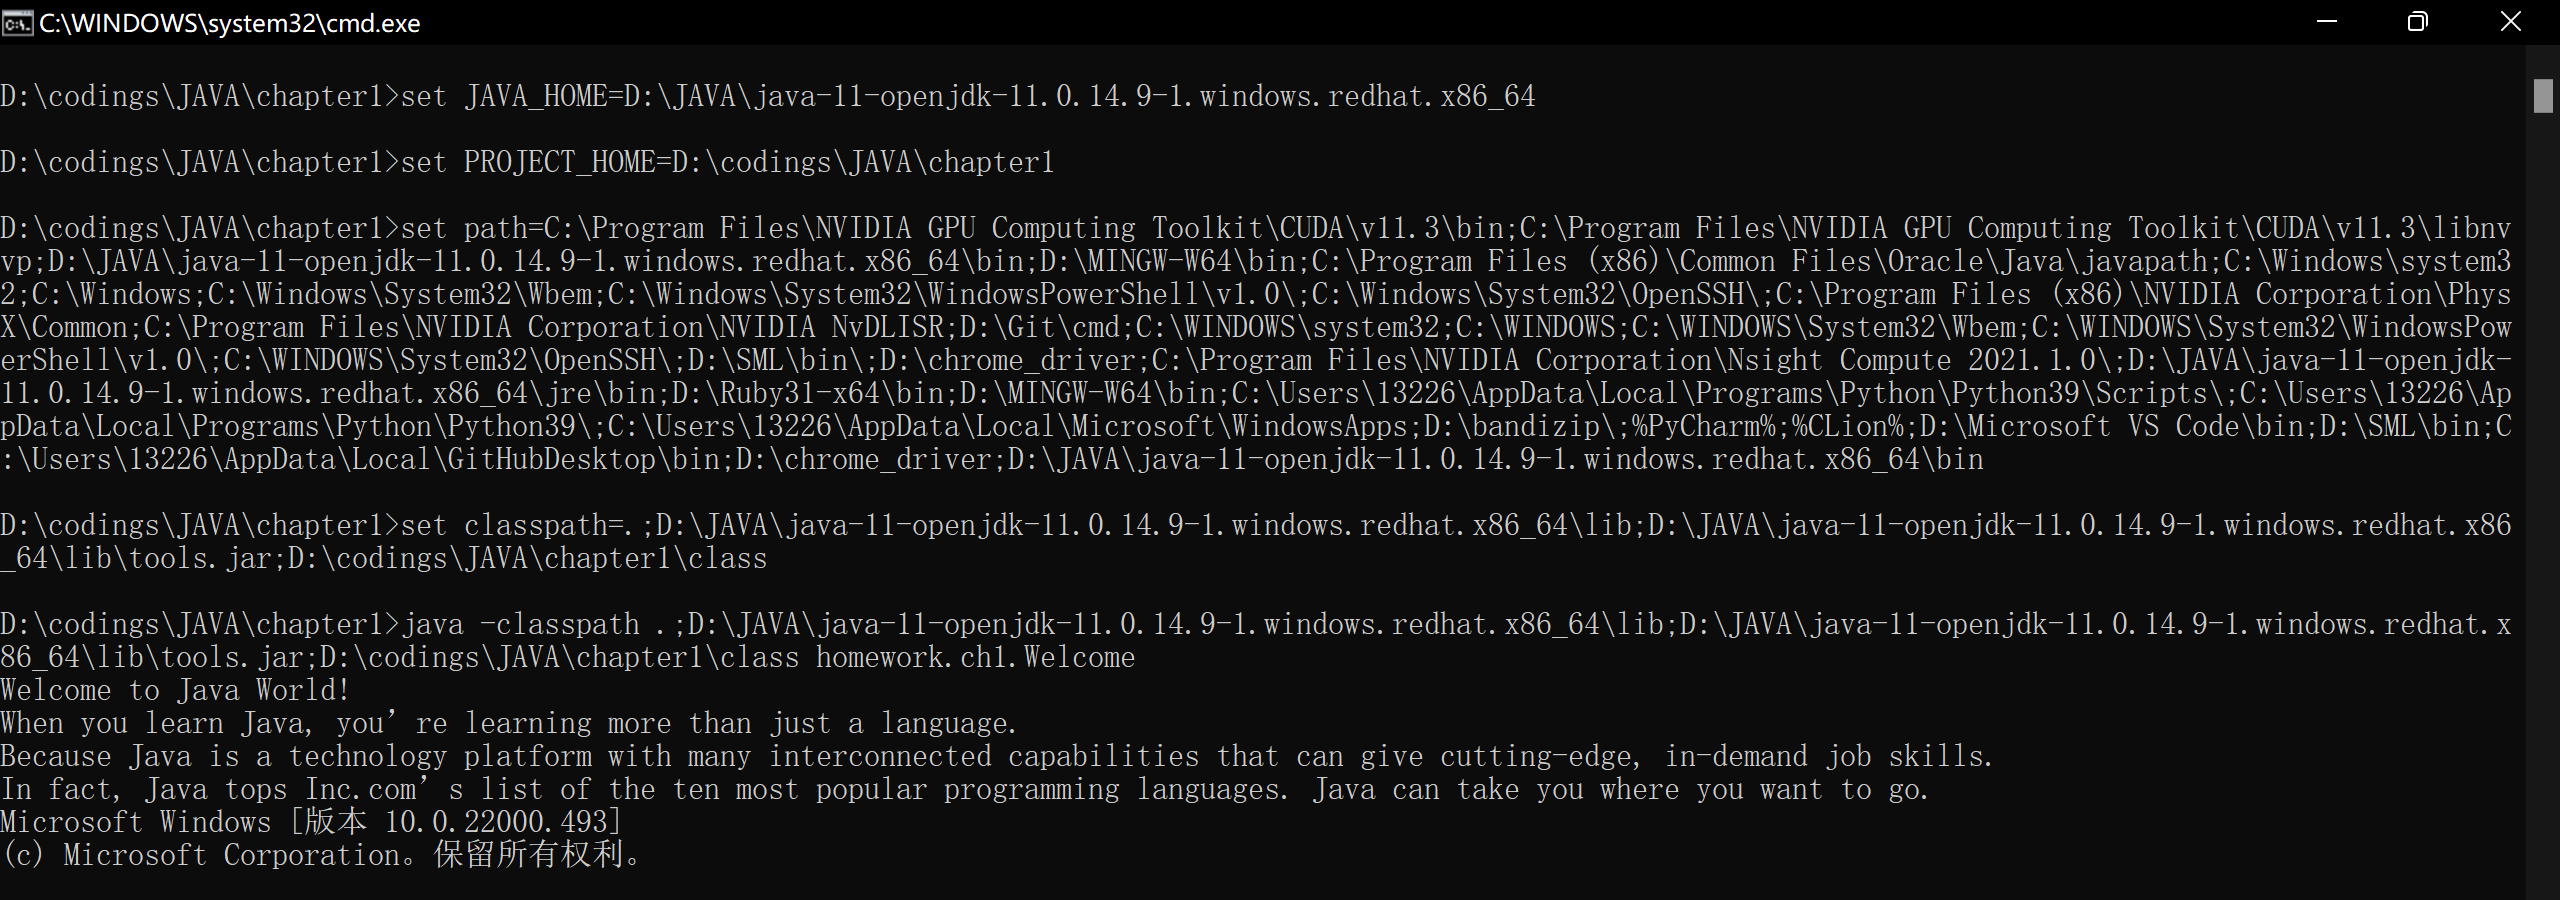 C:\WINDOWS\system32\cmd.exe
D:\codings\JAVA\chapter1>set JAVA_HOME=D:\JAVA\java-11-openjdk-11.0.14.9-1.windows.redhat.x86_64
D:\codings\JAVA\chapter1>set PROJECT_HOME=D:\codings\JAVA\chapter1
D:\codings\JAVA\chapter1>set path=C:\Program Files\NVIDIA GPU Computing Toolkit\CUDA\v11.3\bin;C:\Program Files\NVIDIA GPU Computing Toolkit\CUDA\v11.3\libnv
vp;D:\JAVA\java-11-openjdk-11.0.14.9-1.windows.redhat.x86_64\bin;D:\MINGW-W64\bin;C:\Program Files (x86)\Common Files\Oracle\Java\javapath;C:\Windows\system3
2;C:\Windows;C:\Windows\System32\Wbem;C:\Windows\System32\WindowsPowerShell\v1.0\;C:\Windows\System32\OpenSSH\;C:\Program Files (x86)\NVIDIA Corporation\Phys
X\Common;C:\Program Files\NVIDIA Corporation\NVIDIA NvDLISR;D:\Git\cmd;C:\WINDOWS\system32;C:\WINDOWS;C:\WINDOWS\System32\Wbem;C:\WINDOWS\System32\WindowsPow
erShell\v1.0\;C:\WINDOWS\System32\OpenSSH\;D:\SML\bin\;D:\chrome_driver;C:\Program Files\NVIDIA Corporation\Nsight Compute 2021.1.0\;D:\JAVA\java-11-openjdk-
11.0.14.9-1.windows.redhat.x86_64\jre\bin;D:\Ruby31-x64\bin;D:\MINGW-W64\bin;C:\Users\13226\AppData\Local\Programs\Python\Python39\Scripts\;C:\Users\13226\Ap
pData\Local\Programs\Python\Python39\;C:\Users\13226\AppData\Local\Microsoft\WindowsApps;D:\bandizip\;%PyCharm%;%CLion%;D:\Microsoft VS Code\bin;D:\SML\bin;C
:\Users\13226\AppData\Local\GitHubDesktop\bin;D:\chrome_driver;D:\JAVA\java-11-openjdk-11.0.14.9-1.windows.redhat.x86_64\bin
D:\codings\JAVA\chapter1>set classpath=.;D:\JAVA\java-11-openjdk-11.0.14.9-1.windows.redhat.x86_64\lib;D:\JAVA\java-11-openjdk-11.0.14.9-1.windows.redhat.x86
_64\lib\tools.jar;D:\codings\JAVA\chapter1\class
D:\codings\JAVA\chapter1>java -classpath .;D:\JAVA\java-11-openjdk-11.0.14.9-1.windows.redhat.x86_64\lib;D:\JAVA\java-11-openjdk-11.0.14.9-1.windows.redhat.x
86_64\lib\tools.jar;D:\codings\JAVA\chapter1\class homework.ch1.Welcome
Welcome to Java World!
When you learn Java, you’re learning more than just a language.
Because Java is a technology platform with many interconnected capabilities that can give cutting-edge, in-demand job skills.
In fact, Java tops Inc.com’s list of the ten most popular programming languages. Java can take you where you want to go.
Microsoft Windows [版本 10.0.22000.493]
(c) Microsoft Corporation。保留所有权利。